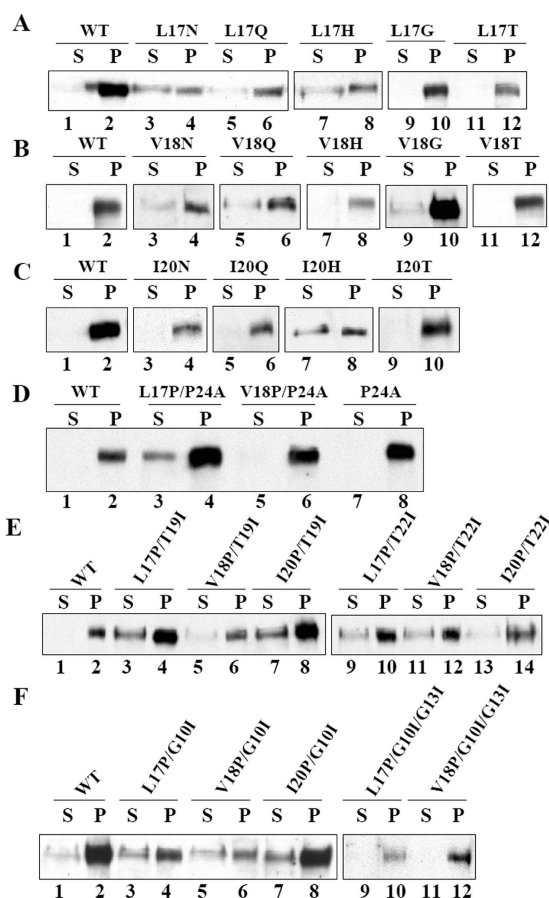 A
WT L17N L17Q L17H L17G L17T
S P S P S P S P S P S P
1 2 3 4 5 6 7 8 9 10 11 12
B
WT V18N V18Q V18H V18G V18T
S P S P S P S P S P S P
1 2 3 4 5 6 7 8 9 10 11 12
C
WT I20N I20Q I20H I20T
S P S P S P S P S P
1 2 3 4 5 6 7 8 9 10
D
WT L17P/P24A V18P/P24A P24A
S P S P S P S P
1 2 3 4 5 6 7 8
E
WT L17P/T19I V18P/T19I I20P/T19I L17P/T22I V18P/T22I I20P/T22I
S P S P S P S P S P S P S P
1 2 3 4 5 6 7 8 9 10 11 12 13 14
F
WT L17P/G10I V18P/G10I I20P/G10I L17P/G10I/G13I V18P/G10I/G13I
S P S P S P S P S P S P
1 2 3 4 5 6 7 8 9 10 11 12